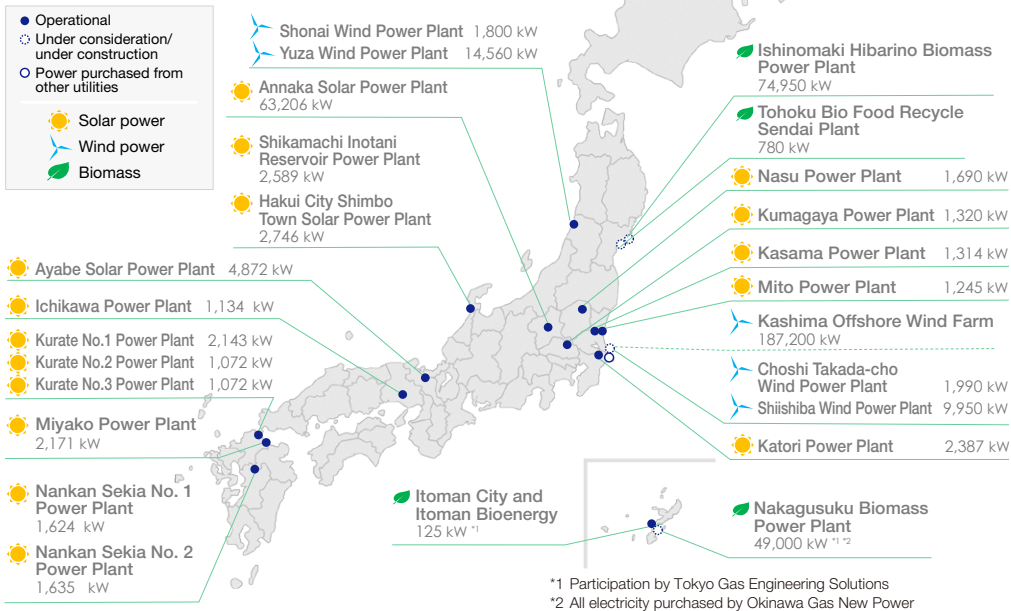 Operational
Under consideration/
under construction
Power purchased from
other utilities
Solar power
Wind power
Biomass
Shonai Wind Power Plant 1,800 kW
Yuza Wind Power Plant 14,560 kW
Annaka Solar Power Plant
63,206 kW
Shikamachi Inotani
Reservoir Power Plant
2,589 kW
Hakui City Shimbo
Town Solar Power Plant
2,746 kW
Ayabe Solar Power Plant 4,872 kW
Ichikawa Power Plant 1,134 kW
Kurate No.1 Power Plant 2,143 kW
Kurate No.2 Power Plant 1,072 kW
Kurate No.3 Power Plant 1,072 kW
Miyako Power Plant
2,171 kW
Nankan Sekia No. 1
Power Plant
1,624 kW
Nankan Sekia No. 2
Power Plant
1,635 kW
Ishinomaki Hibarino Biomass
Power Plant
74,950 kW
Tohoku Bio Food Recycle
Sendai Plant
780 kW
Nasu Power Plant 1,690 kW
Kumagaya Power Plant 1,320 kW
Kasama Power Plant 1,314 kW
Mito Power Plant 1,245 kW
Kashima Offshore Wind Farm
187,200 kW
Choshi Takada-cho
Wind Power Plant 1,990 kW
Shiishiba Wind Power Plant 9,950 kW
Katori Power Plant 2,387 kW
Itoman City and
Itoman Bioenergy
125 kW *1
Nakagusuku Biomass
Power Plant
49,000 kW *1 *2
*1 Participation by Tokyo Gas Engineering Solutions
*2 All electricity purchased by Okinawa Gas New Power